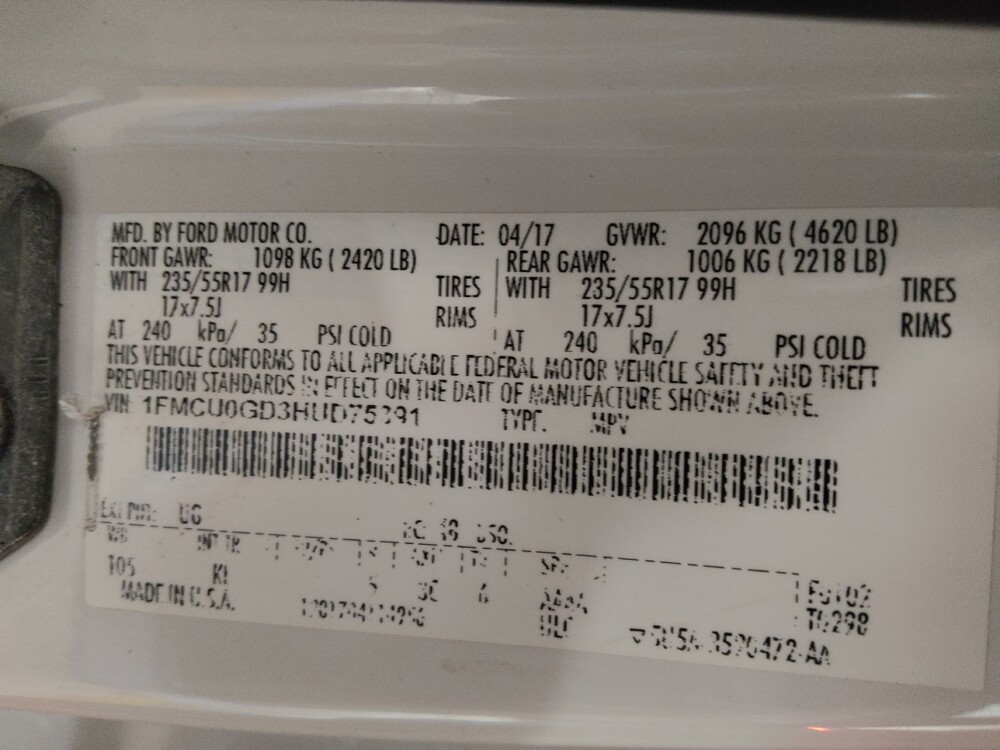 MFD. BY FORD MOTOR CO. DATE: 04/17 GVWR: 2096 KG ( 4620 LB)
FRONT GAWR: 1098 KG ( 2420 LB) REAR GAWR: 1006 KG ( 2218 LB)
WITH 235/55R17 99H TIRES WITH 235/55R17 99H TIRES
17x7.5J RIMS 17x7.5J RIMS
AT 240 kPa/ 35 PSI COLD AT 240 kPa/ 35 PSI COLD
THIS VEHICLE CONFORMS TO ALL APPLICABLE FEDERAL MOTOR VEHICLE SAFETY AND THEFT
PREVENTION STANDARDS IN EFFECT ON THE DATE OF MANUFACTURE SHOWN ABOVE.
VIN TYPE: MPV
UG
WB INT TR
105 KI
MADE IN U.S.A.